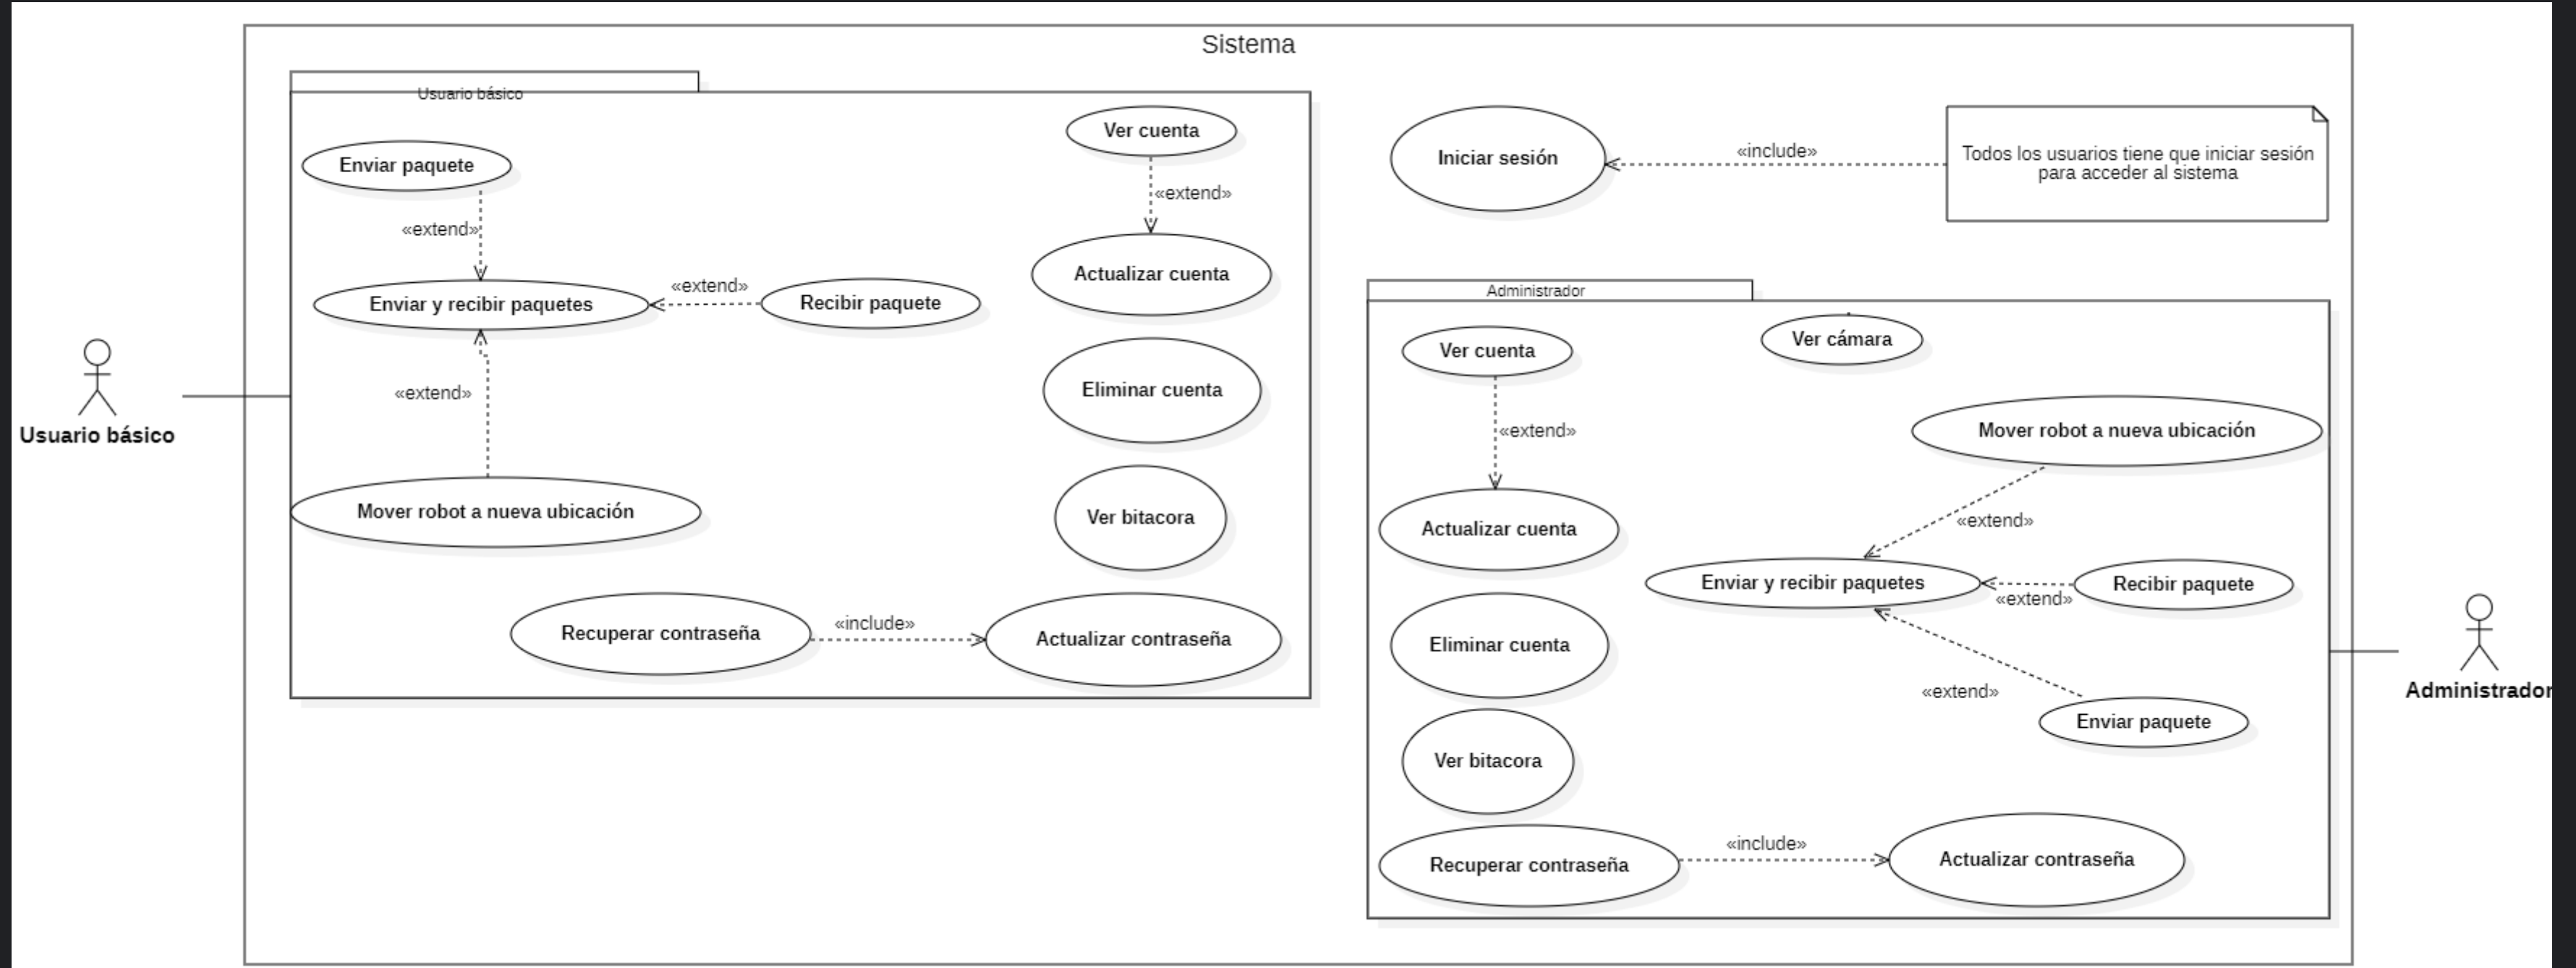 Sistema
Usuario básico
Enviar paquete
«extend»
Enviar y recibir paquetes
«extend»
Recibir paquete
«extend»
Mover robot a nueva ubicación
Ver cuenta
«extend»
Actualizar cuenta
Eliminar cuenta
Ver bitacora
Recuperar contraseña
«include»
Actualizar contraseña
Usuario básico
Iniciar sesión
«include»
Todos los usuarios tiene que iniciar sesión
para acceder al sistema
Administrador
Ver cuenta
«extend»
Actualizar cuenta
Eliminar cuenta
Ver bitacora
Recuperar contraseña
«include»
Actualizar contraseña
Ver cámara
Mover robot a nueva ubicación
«extend»
Enviar y recibir paquetes
«extend»
Recibir paquete
«extend»
Enviar paquete
Administrador